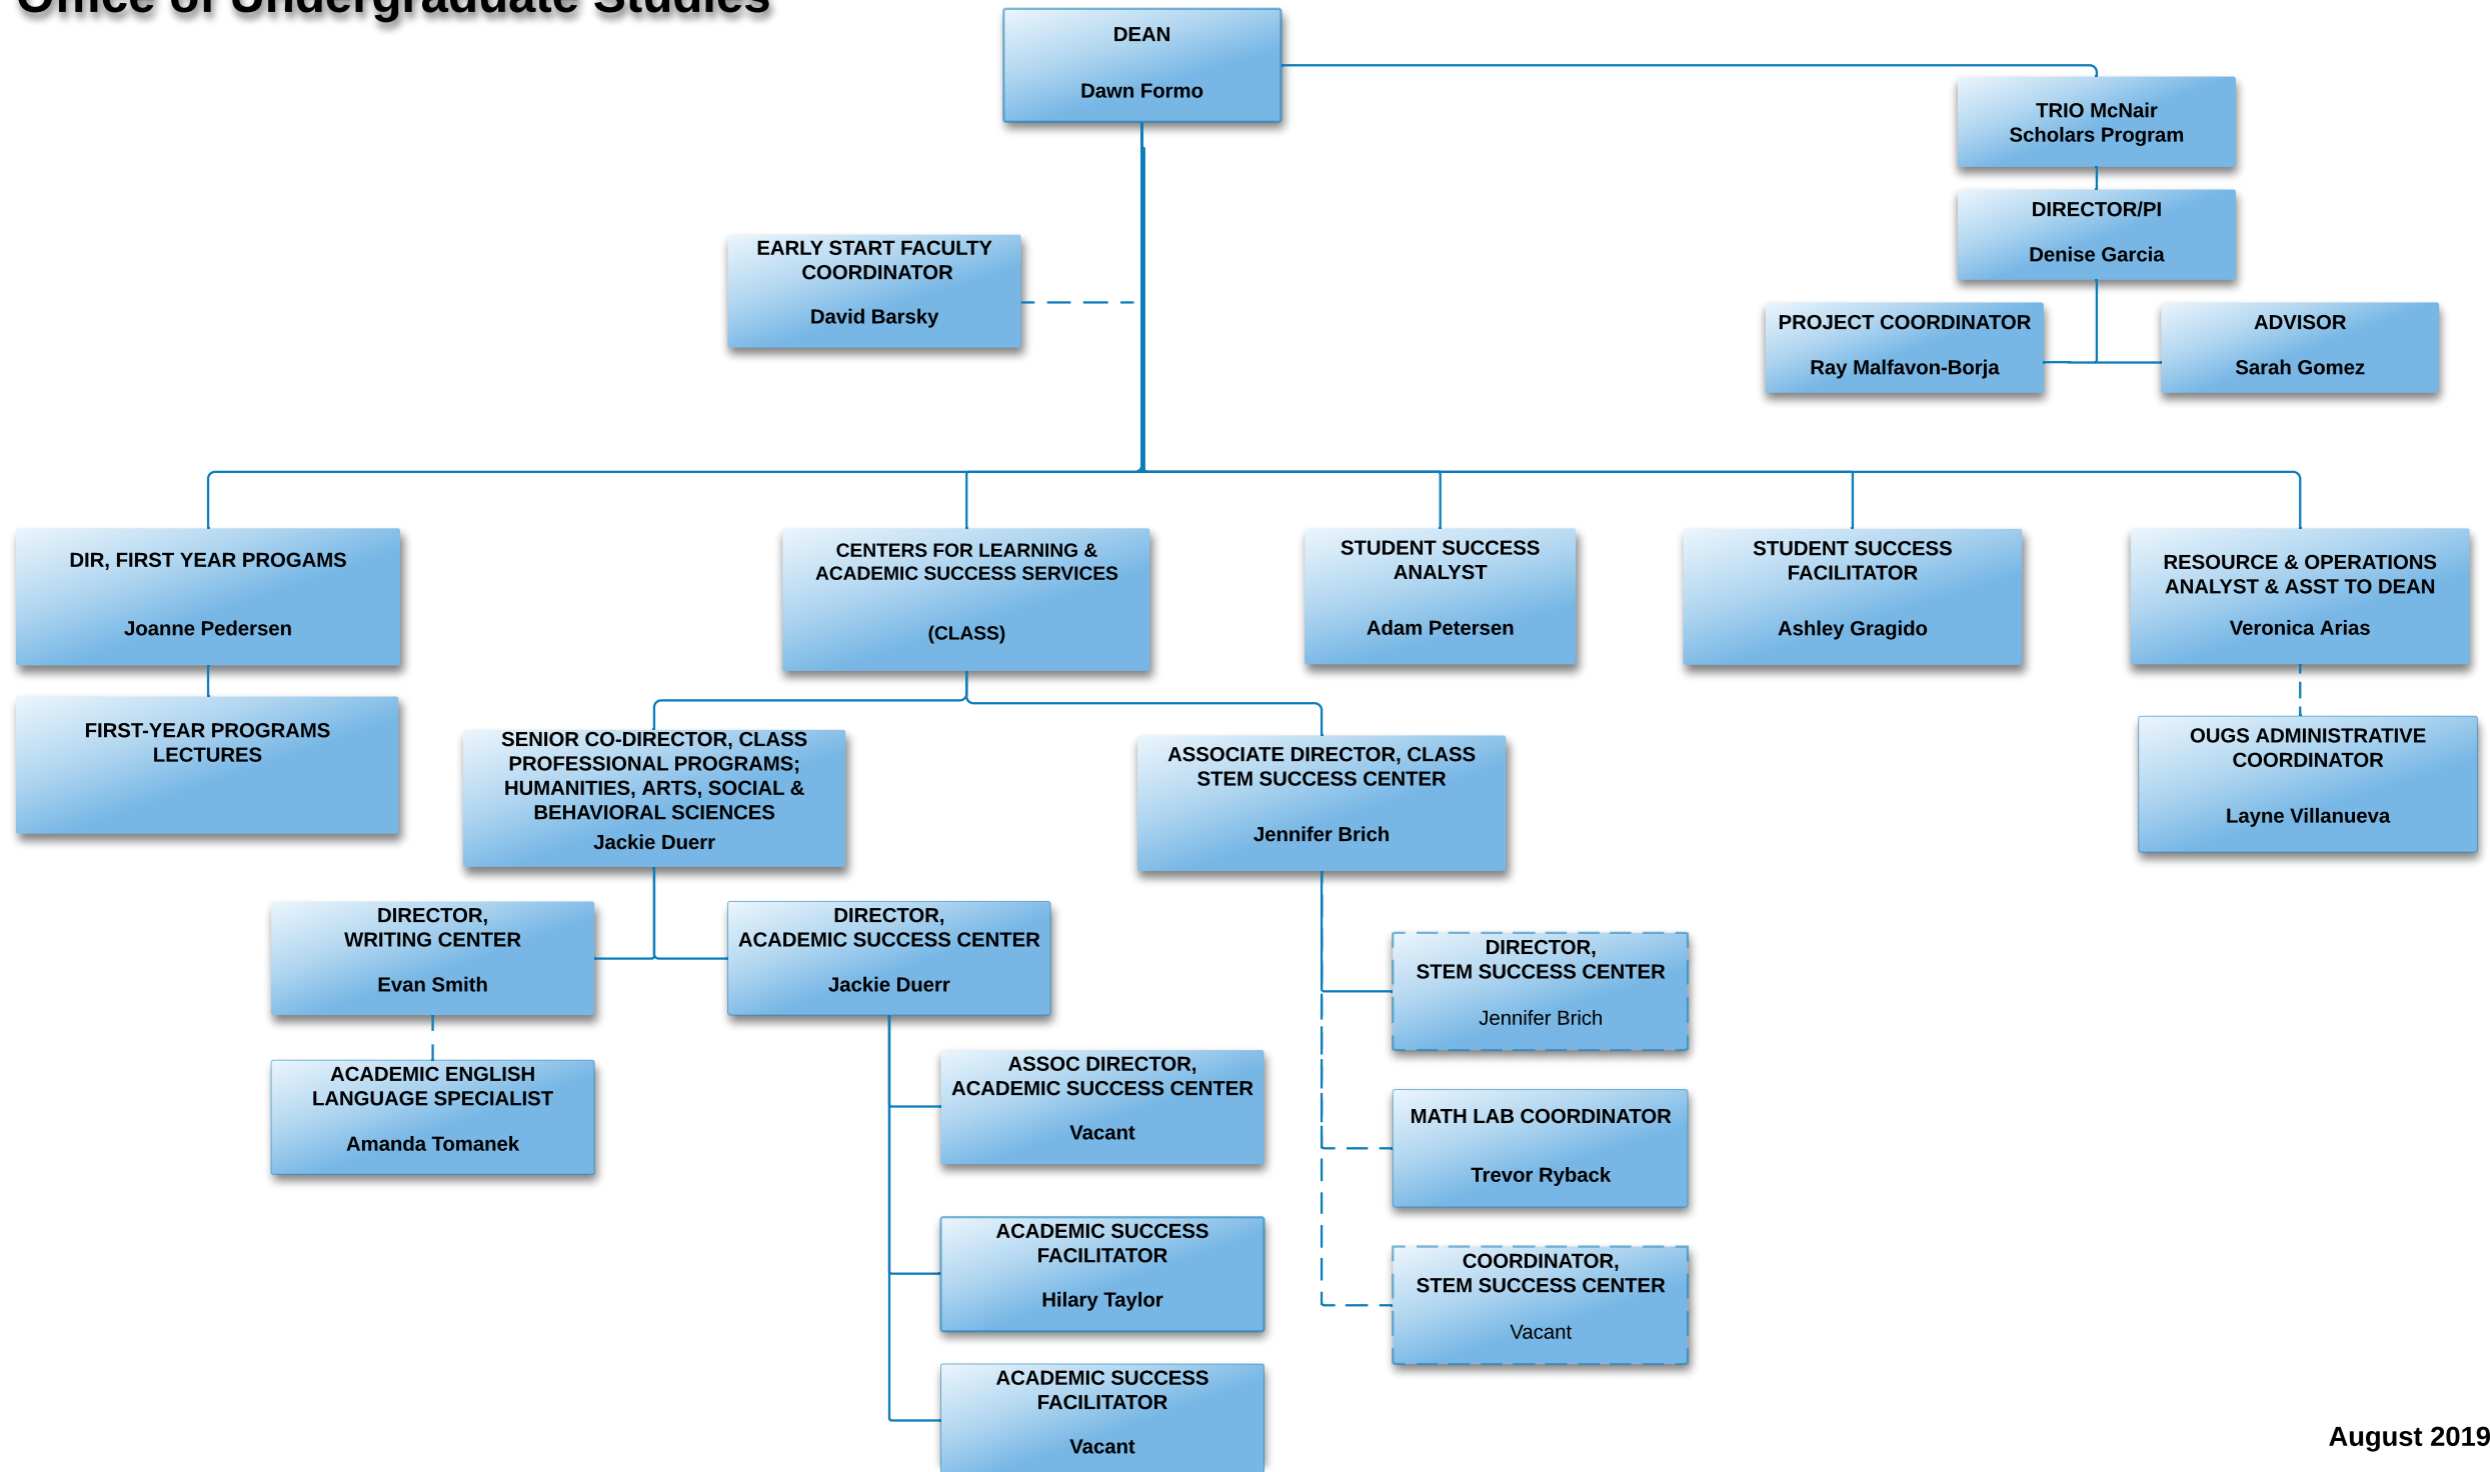 Office of Undergraduate Studies
DEAN
Dawn Formo
TRIO McNair
Scholars Program
DIRECTOR/PI
Denise Garcia
EARLY START FACULTY
COORDINATOR
David Barsky
PROJECT COORDINATOR
Ray Malfavon-Borja
ADVISOR
Sarah Gomez
DIR, FIRST YEAR PROGAMS
Joanne Pedersen
CENTERS FOR LEARNING &
ACADEMIC SUCCESS SERVICES
(CLASS)
STUDENT SUCCESS
ANALYST
Adam Petersen
STUDENT SUCCESS
FACILITATOR
Ashley Gragido
RESOURCE & OPERATIONS
ANALYST & ASST TO DEAN
Veronica Arias
FIRST-YEAR PROGRAMS
LECTURES
SENIOR CO-DIRECTOR, CLASS
PROFESSIONAL PROGRAMS;
HUMANITIES, ARTS, SOCIAL &
BEHAVIORAL SCIENCES
Jackie Duerr
ASSOCIATE DIRECTOR, CLASS
STEM SUCCESS CENTER
Jennifer Brich
OUGS ADMINISTRATIVE
COORDINATOR
Layne Villanueva
DIRECTOR,
WRITING CENTER
Evan Smith
DIRECTOR,
ACADEMIC SUCCESS CENTER
Jackie Duerr
DIRECTOR,
STEM SUCCESS CENTER
Jennifer Brich
ACADEMIC ENGLISH
LANGUAGE SPECIALIST
Amanda Tomanek
ASSOC DIRECTOR,
ACADEMIC SUCCESS CENTER
Vacant
MATH LAB COORDINATOR
Trevor Ryback
ACADEMIC SUCCESS
FACILITATOR
Hilary Taylor
COORDINATOR,
STEM SUCCESS CENTER
Vacant
ACADEMIC SUCCESS
FACILITATOR
Vacant
August 2019